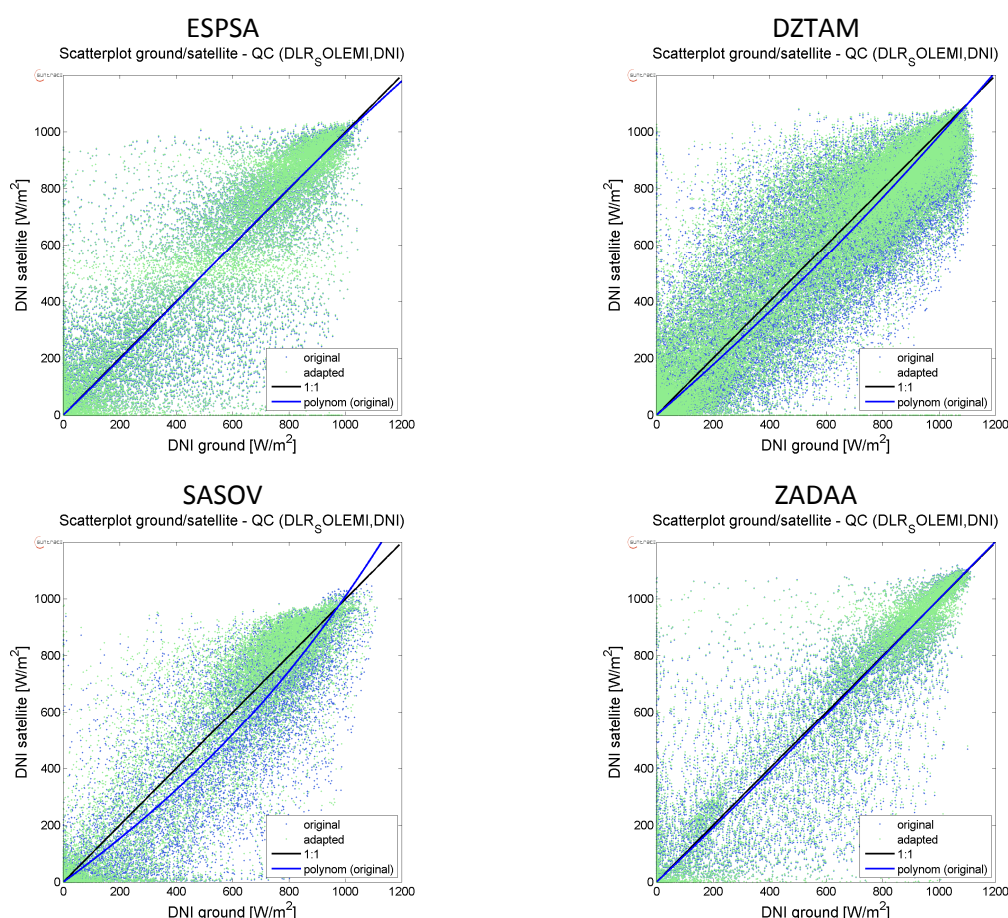 ESPSA
Scatterplot ground/satellite - QC (DLR_SOLEMI,DNI)
suntrace
1000
800
600
400
200
0
0 200 400 600 800 1000 1200
DNI satellite [W/m²]
DNI ground [W/m²]
original
adapted
1:1
polynom (original)
DZTAM
Scatterplot ground/satellite - QC (DLR_SOLEMI,DNI)
suntrace
1000
800
600
400
200
0
0 200 400 600 800 1000 1200
DNI satellite [W/m²]
DNI ground [W/m²]
original
adapted
1:1
polynom (original)
SASOV
Scatterplot ground/satellite - QC (DLR_SOLEMI,DNI)
suntrace
1000
800
600
400
200
0
0 200 400 600 800 1000 1200
DNI satellite [W/m²]
DNI ground [W/m²]
original
adapted
1:1
polynom (original)
ZADAA
Scatterplot ground/satellite - QC (DLR_SOLEMI,DNI)
suntrace
1000
800
600
400
200
0
0 200 400 600 800 1000 1200
DNI satellite [W/m²]
DNI ground [W/m²]
original
adapted
1:1
polynom (original)